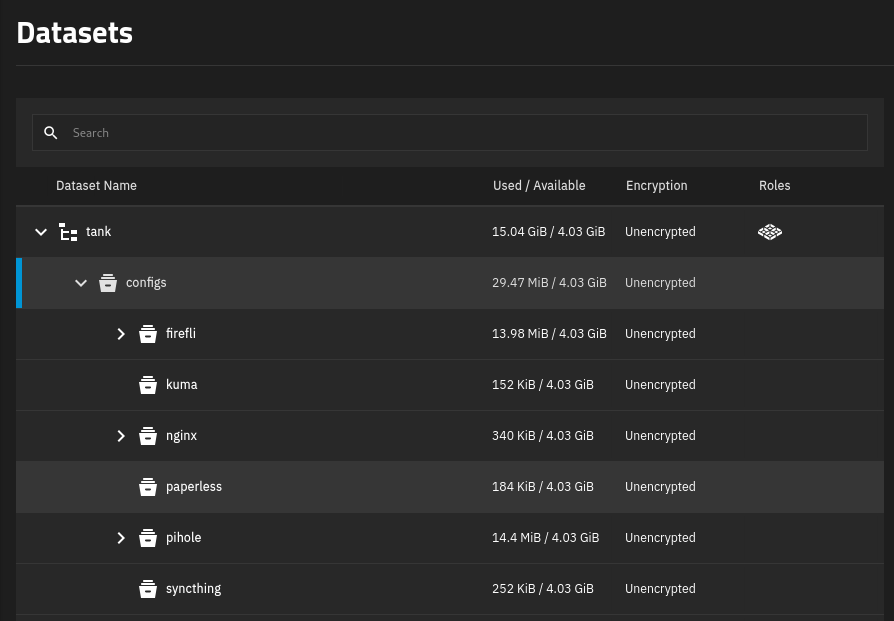 Datasets
Search
Dataset Name Used / Available Encryption Roles
tank 15.04 GiB / 4.03 GiB Unencrypted
configs 29.47 MiB / 4.03 GiB Unencrypted
firefli 13.98 MiB / 4.03 GiB Unencrypted
kuma 152 KiB / 4.03 GiB Unencrypted
nginx 340 KiB / 4.03 GiB Unencrypted
paperless 184 KiB / 4.03 GiB Unencrypted
pihole 14.4 MiB / 4.03 GiB Unencrypted
syncthing 252 KiB / 4.03 GiB Unencrypted